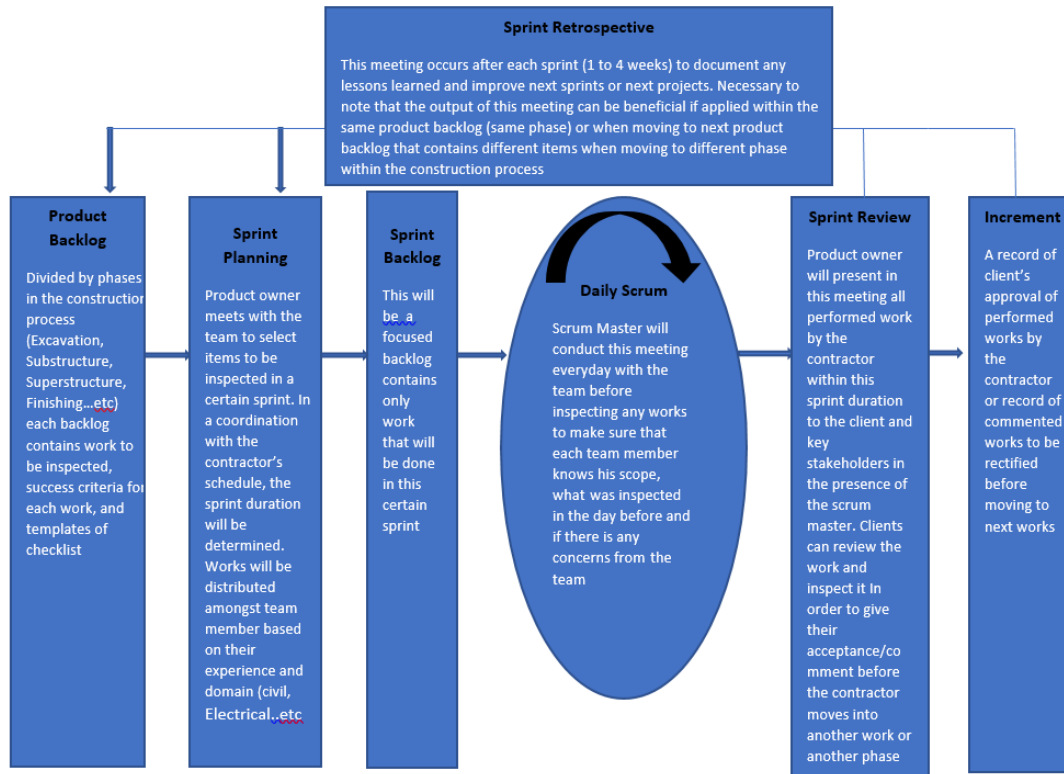 Sprint Retrospective
This meeting occurs after each sprint (1 to 4 weeks) to document any
lessons learned and improve next sprints or next projects. Necessary to
note that the output of this meeting can be beneficial if applied within the
same product backlog (same phase) or when moving to next product
backlog that contains different items when moving to different phase
within the construction process
Product
Backlog
Divided by phases
in the construction
process
(Excavation,
Substructure,
Superstructure,
Finishing...etc)
each backlog
contains work to
be inspected,
success criteria for
each work, and
templates of
checklist
Sprint
Planning
Product owner
meets with the
team to select
items to be
inspected in a
certain sprint. In
a coordination
with the
contractor's
schedule, the
sprint duration
will be
determined.
Works will be
distributed
amongst team
member based
on their
experience and
domain (civil,
Electrical..etc
Sprint
Backlog
This will
be a
focused
backlog
contains
only
work
that will
be done
in this
certain
sprint
Daily Scrum
Scrum Master will
conduct this meeting
everyday with the
team before
inspecting any works
to make sure that
each team member
knows his scope,
what was inspected
in the day before and
if there is any
concerns from the
team
Sprint Review
Product owner
will present in
this meeting all
performed work
by the
contractor
within this
sprint duration
to the client and
key
stakeholders in
the presence of
the scrum
master. Clients
can review the
work and
inspect it In
order to give
their
acceptance/co
mment before
the contractor
moves into
another work or
another phase
Increment
A record of
client's
approval of
performed
works by
the
contractor
or record of
commented
works to be
rectified
before
moving to
next works